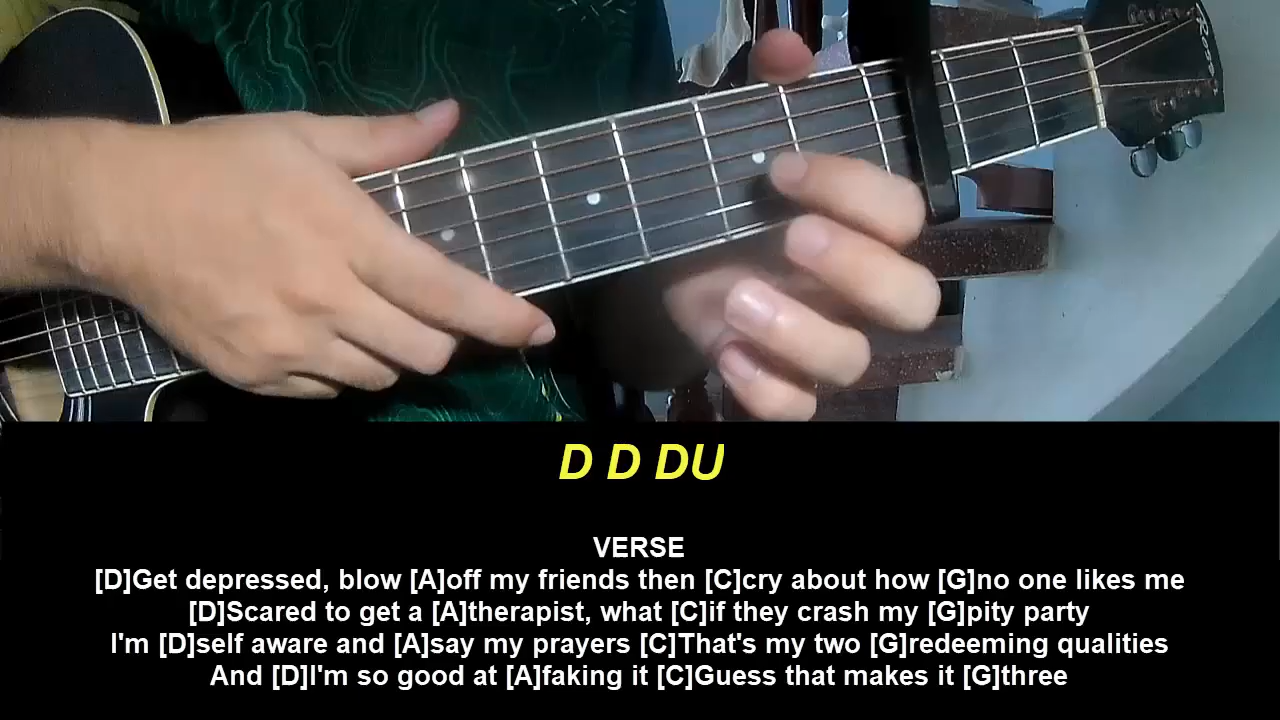 Rose
D D DU
VERSE
[D]Get depressed, blow [A]off my friends then [C]cry about how [G]no one likes me
[D]Scared to get a [A]therapist, what [C]if they crash my [G]pity party
I'm [D]self aware and [A]say my prayers [C]That's my two [G]redeeming qualities
And [D]I'm so good at [A]faking it [C]Guess that makes it [G]three